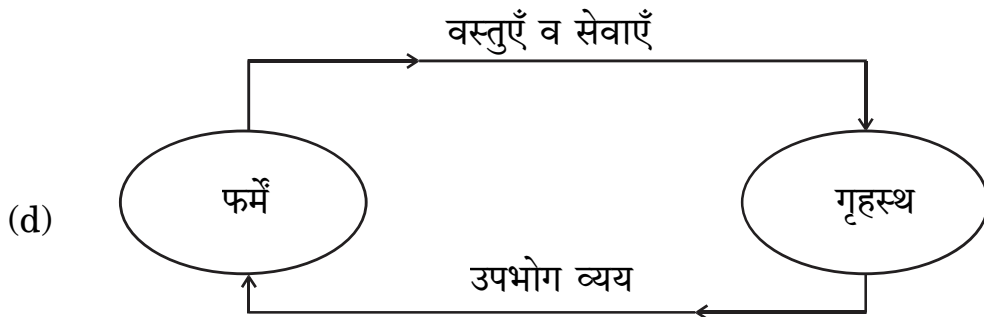 वस्तुएँ व सेवाएँ
(d)
फर्में
गृहस्थ
उपभोग व्यय